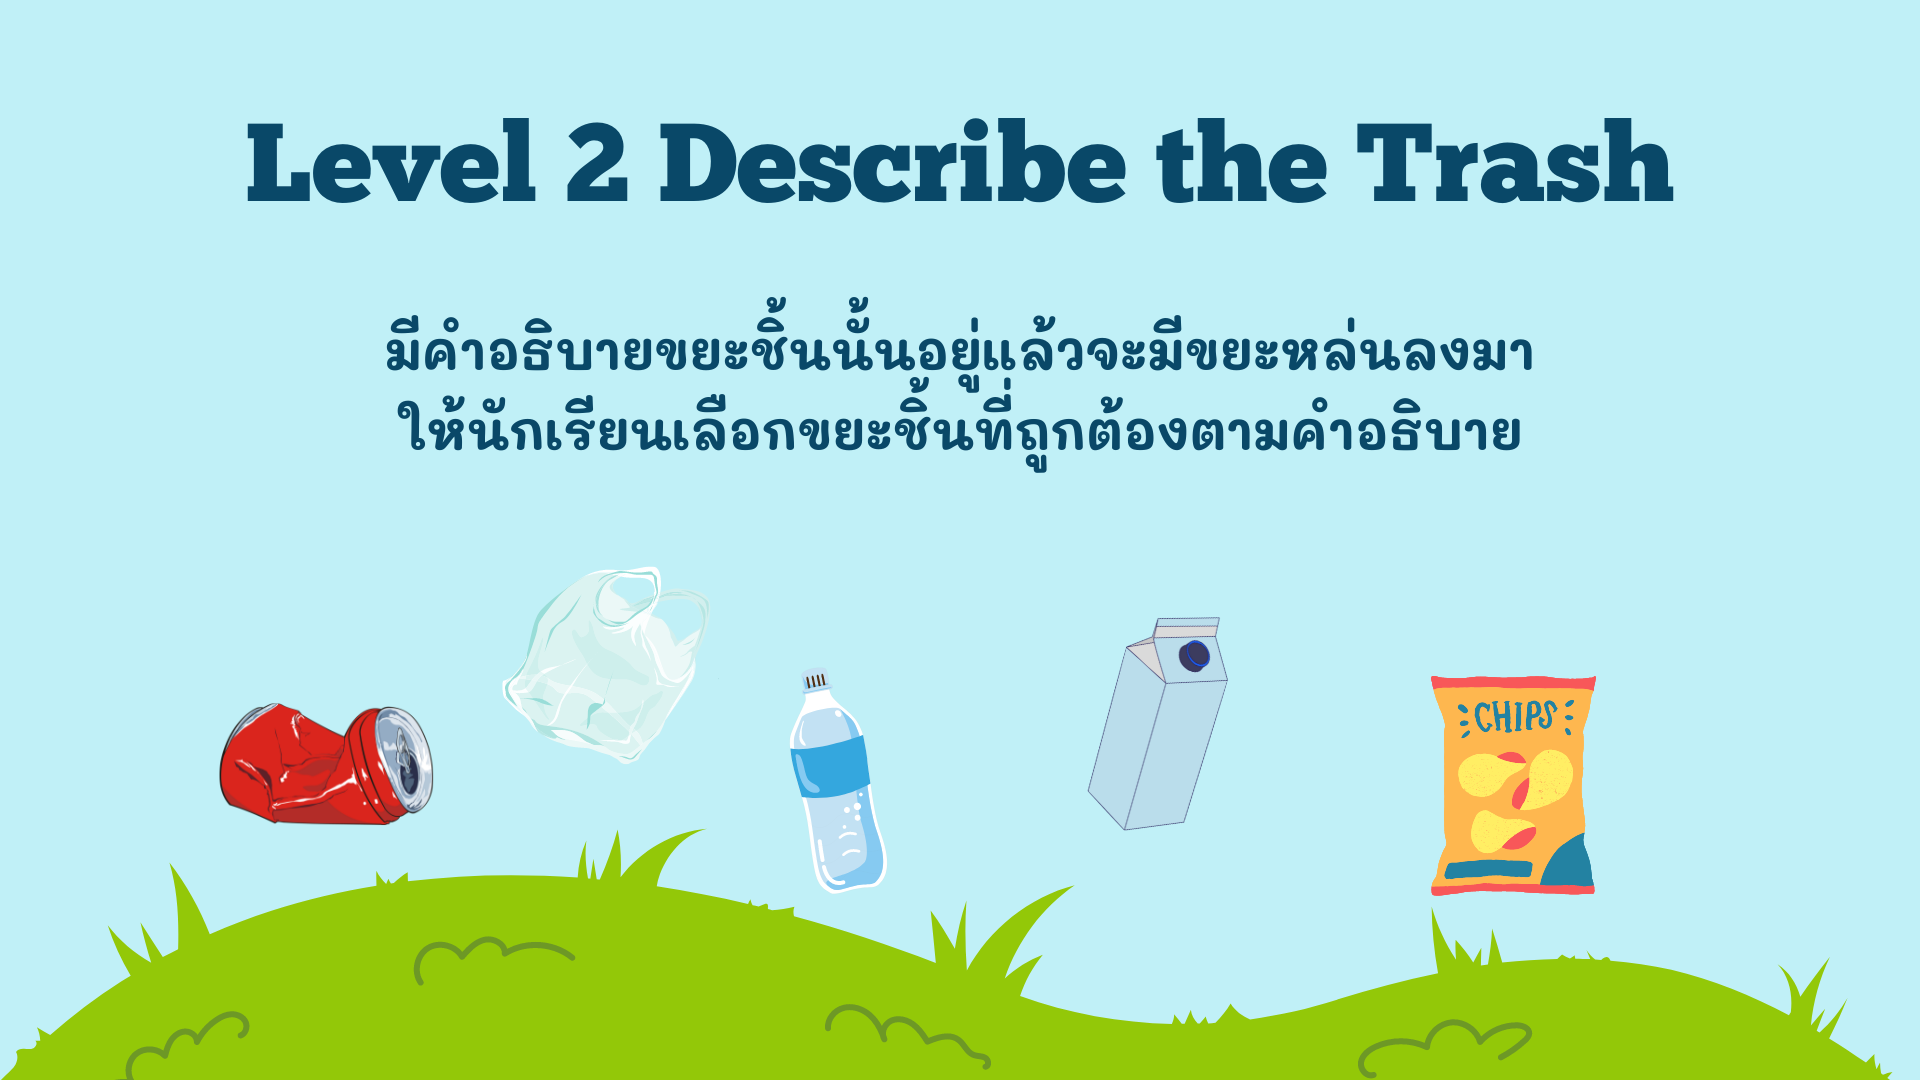 Level 2 Describe the Trash
มีคำอธิบายขยะชิ้นนั้นอยู่แล้วจะมีขยะหล่นลงมา
ให้นักเรียนเลือกขยะชิ้นที่ถูกต้องตามคำอธิบาย
CHIPS